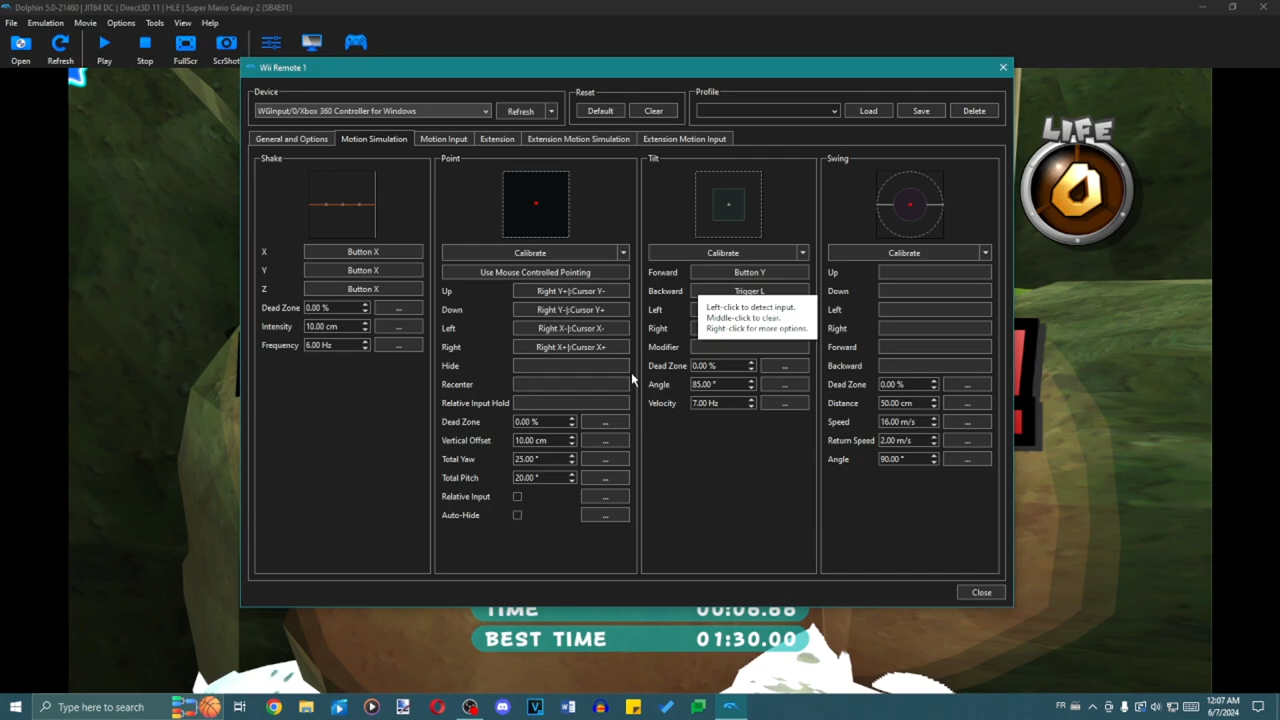 Dolphin 5.0-21460 | JIT64 DC | Direct3D 11 | HLE | Super Mario Galaxy 2 (SB4E01)
File Emulation Movie Options Tools View Help
Open Refresh Play Stop FullScr ScrShot
Wii Remote 1
Device Reset Profile
WGInput/0/Xbox 360 Controller for Windows Refresh Default Clear Load Save Delete
General and Options Motion Simulation Motion Input Extension Extension Motion Simulation Extension Motion Input
Shake
X Button X
Y Button X
Z Button X
Dead Zone 0.00 % ...
Intensity 10.00 cm ...
Frequency 6.00 Hz ...
Point
Calibrate
Use Mouse Controlled Pointing
Up Right Y+|:Cursor Y-
Down Right Y-|:Cursor Y+
Left Right X-|:Cursor X-
Right Right X+|:Cursor X+
Hide
Recenter
Relative Input Hold
Dead Zone 0.00 % ...
Vertical Offset 10.00 cm ...
Total Yaw 25.00 ° ...
Total Pitch 20.00 ° ...
Relative Input ...
Auto-Hide ...
Tilt
Calibrate
Forward Button Y
Backward Trigger L
Left
Right
Left-click to detect input.
Middle-click to clear.
Right-click for more options.
Modifier
Dead Zone 0.00 % ...
Angle 85.00 ° ...
Velocity 7.00 Hz ...
Swing
Calibrate
Up
Down
Left
Right
Forward
Backward
Dead Zone 0.00 % ...
Distance 50.00 cm ...
Speed 16.00 m/s ...
Return Speed 2.00 m/s ...
Angle 90.00 ° ...
Close
LIFE
0
TIME 00:06.66
BEST TIME 01:30.00
Type here to search
FR
12:07 AM
6/7/2024